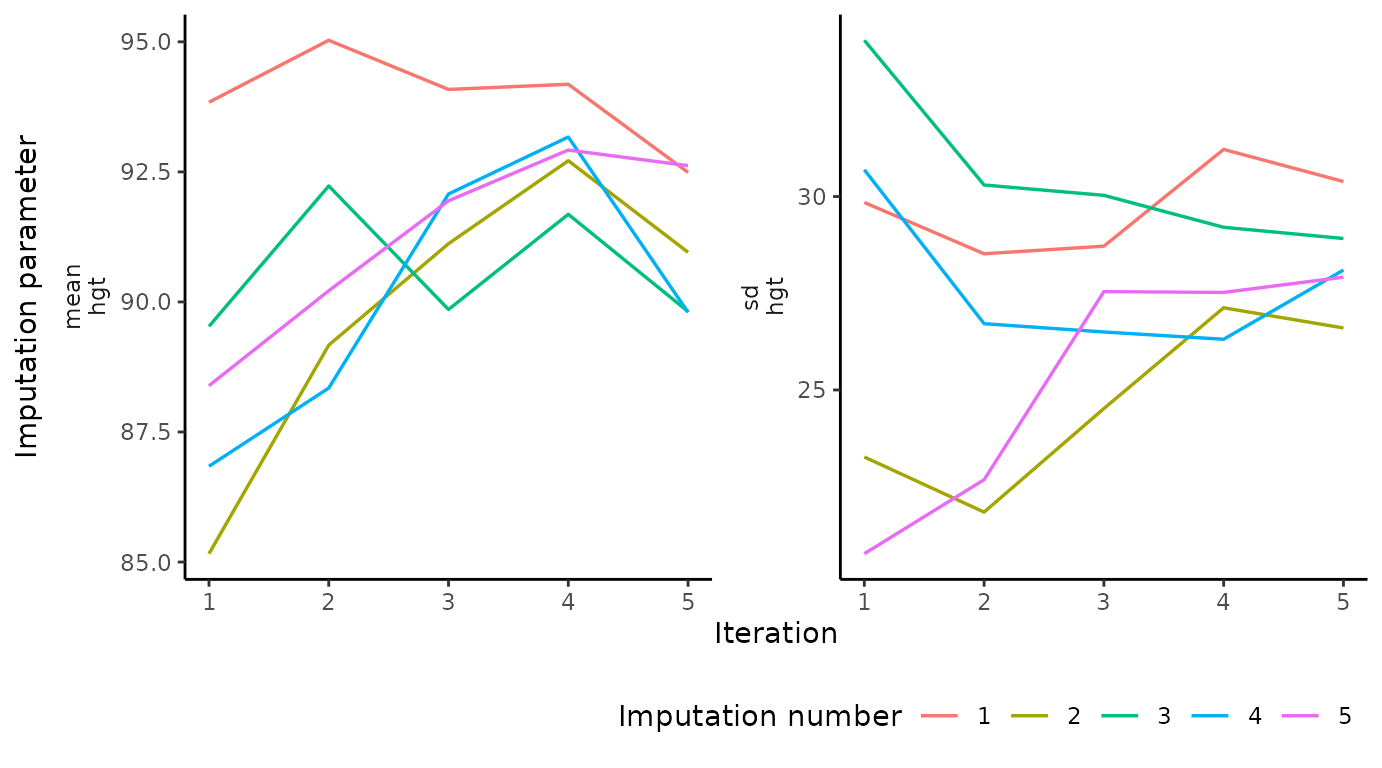 Imputation parameter
mean
hgt
95.0
92.5
90.0
87.5
85.0
1 2 3 4 5
sd
hgt
30
25
1 2 3 4 5
Iteration
Imputation number 1 2 3 4 5